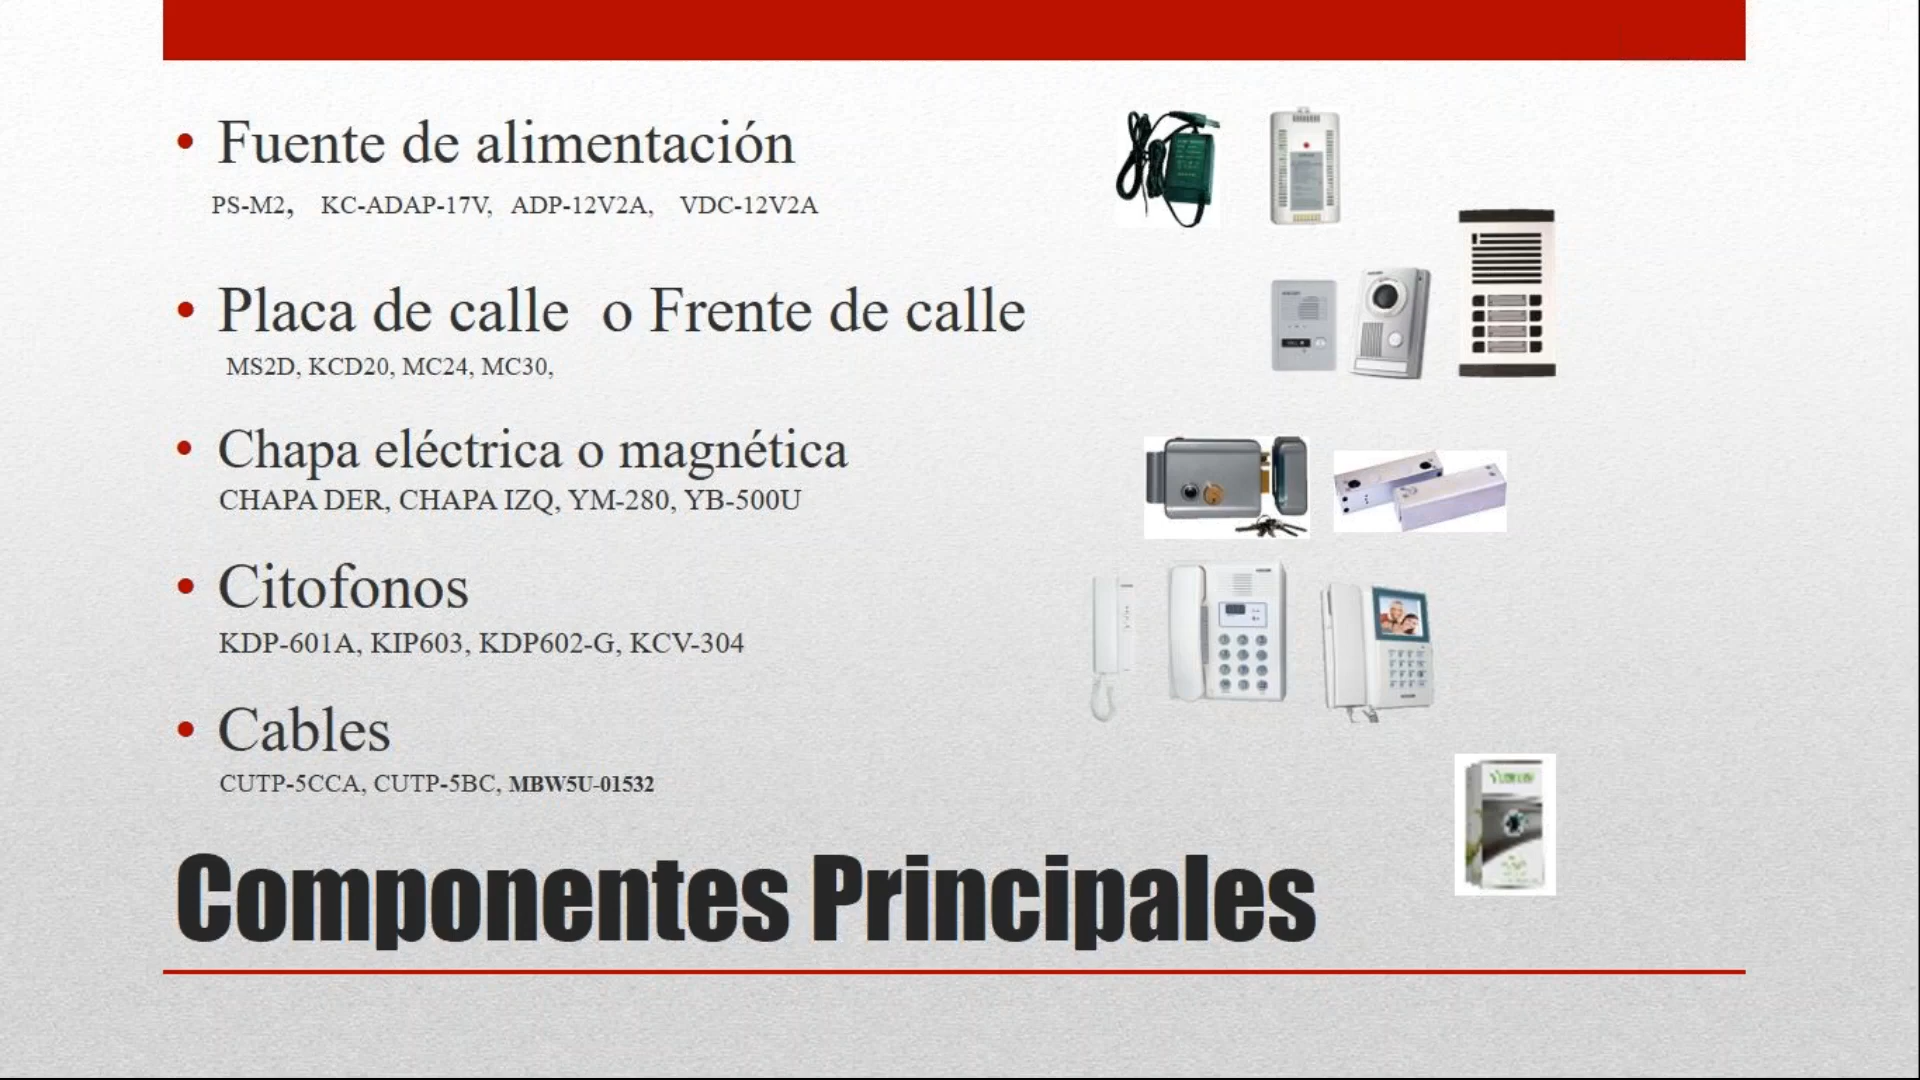 • Fuente de alimentación
PS-M2, KC-ADAP-17V, ADP-12V2A, VDC-12V2A
• Placa de calle o Frente de calle
MS2D, KCD20, MC24, MC30,
• Chapa eléctrica o magnética
CHAPA DER, CHAPA IZQ, YM-280, YB-500U
• Citofonos
KDP-601A, KIP603, KDP602-G, KCV-304
• Cables
CUTP-5CCA, CUTP-5BC, MBW5U-01532
Componentes Principales